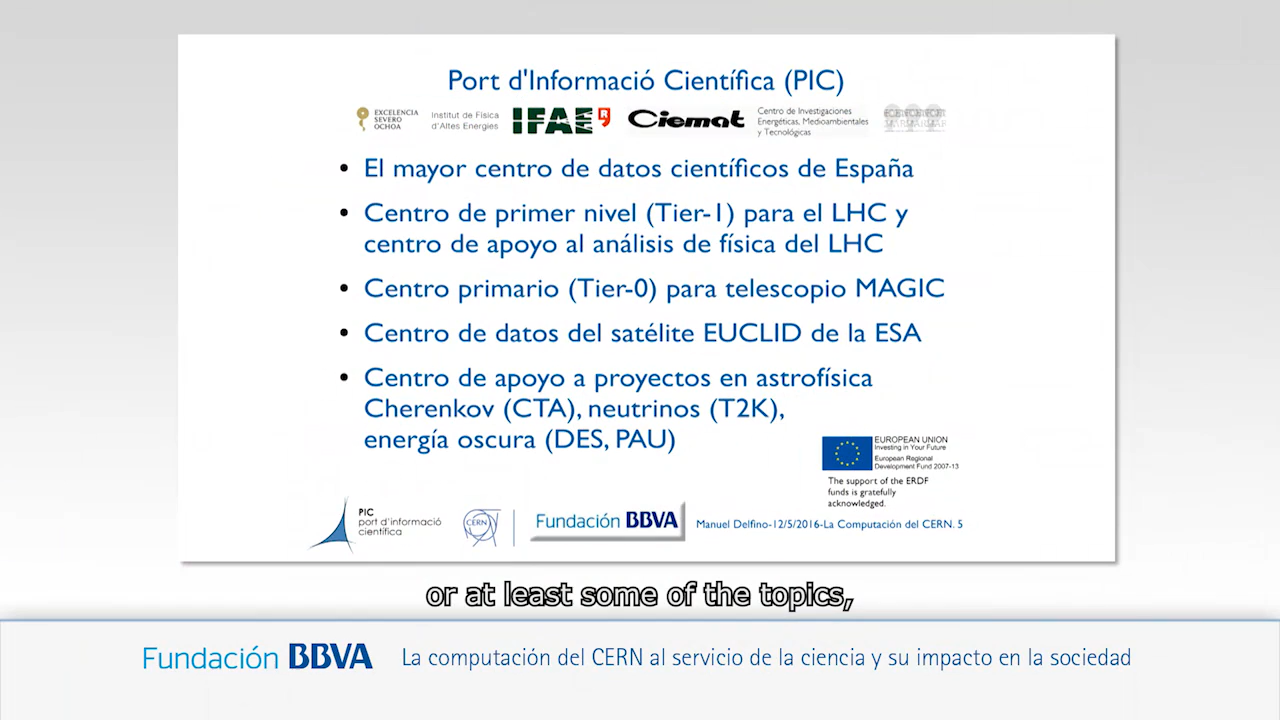 Port d'Informació Científica (PIC)
EXCELENCIA
SEVERO
OCHOA
Institut de Física
d'Altes Energies
IFAE
Ciemat
Centro de Investigaciones
Energéticas, Medioambientales
y Tecnológicas
• El mayor centro de datos científicos de España
• Centro de primer nivel (Tier-1) para el LHC y
centro de apoyo al análisis de física del LHC
• Centro primario (Tier-0) para telescopio MAGIC
• Centro de datos del satélite EUCLID de la ESA
• Centro de apoyo a proyectos en astrofísica
Cherenkov (CTA), neutrinos (T2K),
energía oscura (DES, PAU)
EUROPEAN UNION
Investing in Your Future
European Regional
Development Fund 2007-13
The support of the ERDF
funds is gratefully
acknowledged.
PIC
port d'informació
científica
CERN
Fundación BBVA
Manuel Delfino-12/5/2016-La Computación del CERN. 5
or at least some of the topics,
Fundación BBVA
La computación del CERN al servicio de la ciencia y su impacto en la sociedad